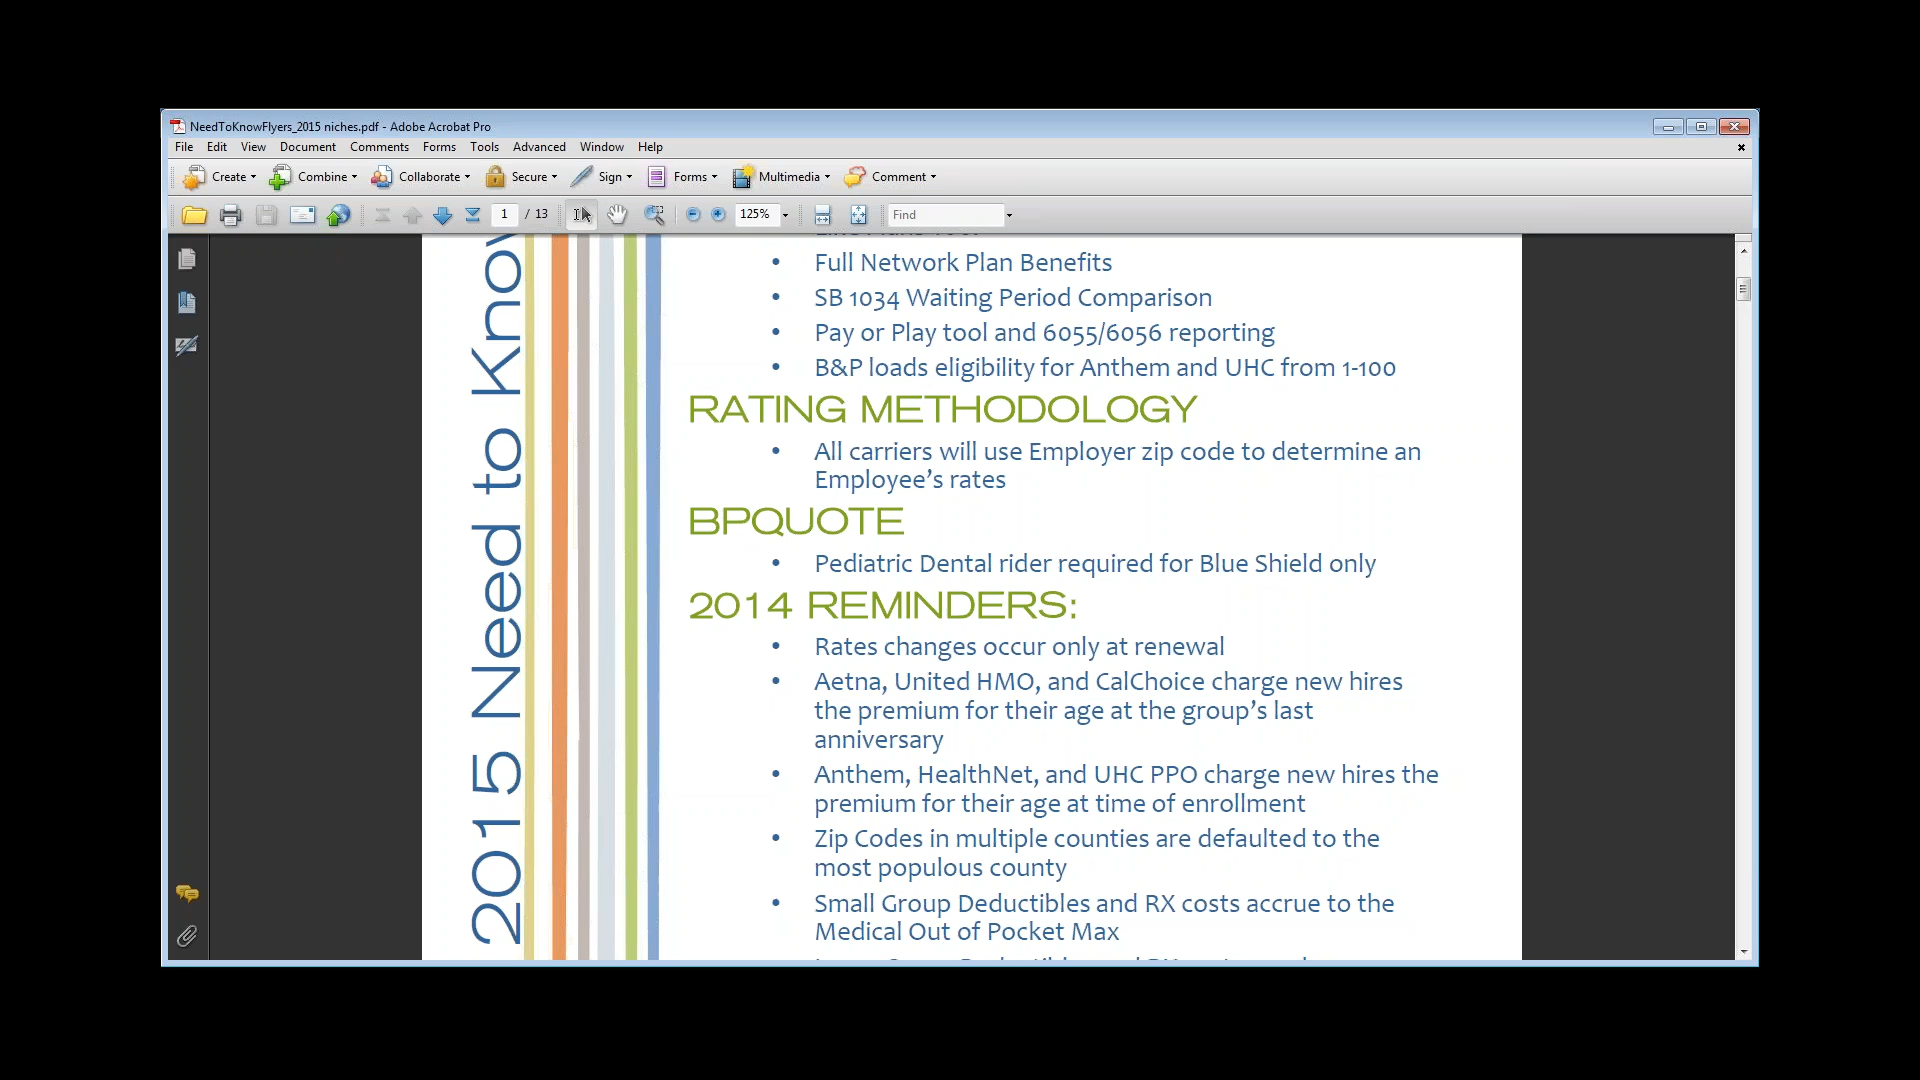 NeedToKnowFlyers_2015 niches.pdf - Adobe Acrobat Pro
File Edit View Document Comments Forms Tools Advanced Window Help
Create Combine Collaborate Secure Sign Forms Multimedia Comment
1 / 13 125% Find
2015 Need to Know
• Full Network Plan Benefits
• SB 1034 Waiting Period Comparison
• Pay or Play tool and 6055/6056 reporting
• B&P loads eligibility for Anthem and UHC from 1-100
RATING METHODOLOGY
• All carriers will use Employer zip code to determine an
Employee’s rates
BPQUOTE
• Pediatric Dental rider required for Blue Shield only
2014 REMINDERS:
• Rates changes occur only at renewal
• Aetna, United HMO, and CalChoice charge new hires
the premium for their age at the group’s last
anniversary
• Anthem, HealthNet, and UHC PPO charge new hires the
premium for their age at time of enrollment
• Zip Codes in multiple counties are defaulted to the
most populous county
• Small Group Deductibles and RX costs accrue to the
Medical Out of Pocket Max